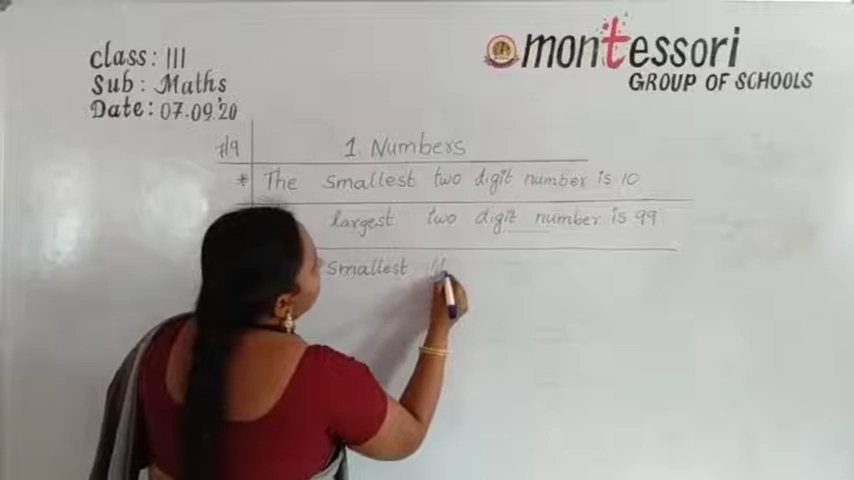 class: III
Sub: Maths
Date: 07.09.'20
montessori
GROUP OF SCHOOLS
7/9 1. Numbers
* The smallest two digit number is 10
largest two digit number is 99
smallest